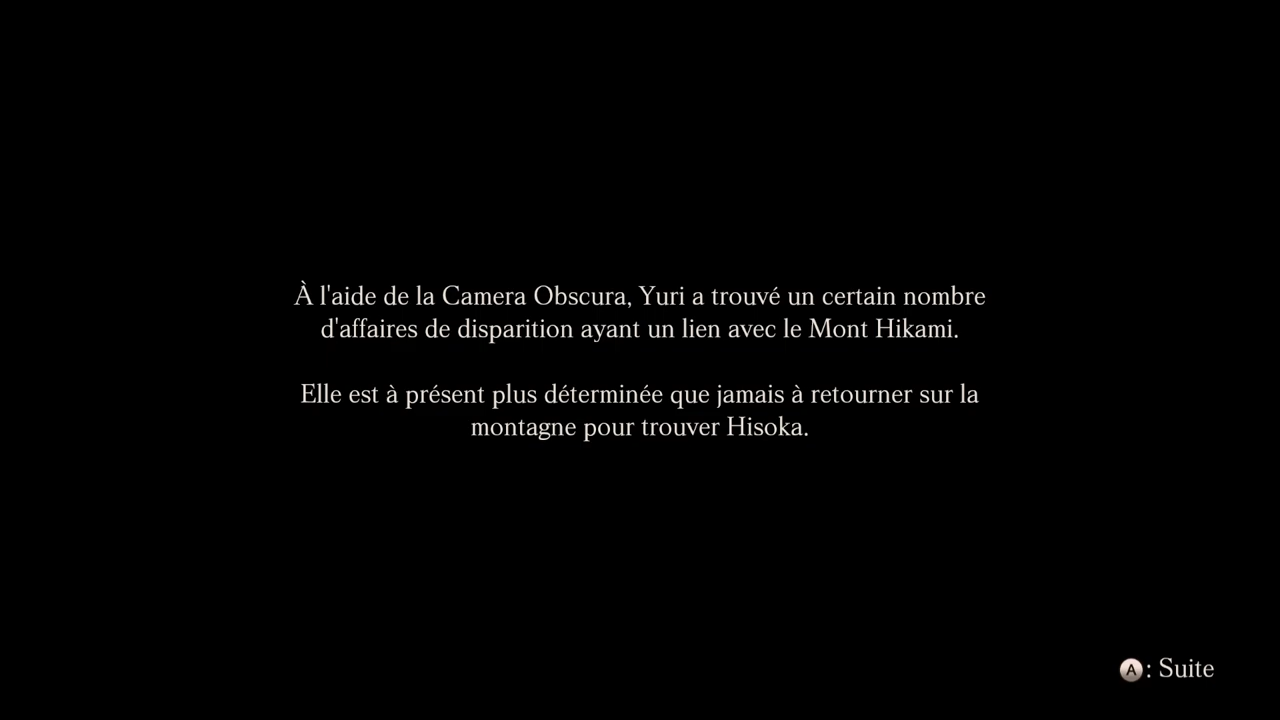 À l'aide de la Camera Obscura, Yuri a trouvé un certain nombre
d'affaires de disparition ayant un lien avec le Mont Hikami.
Elle est à présent plus déterminée que jamais à retourner sur la
montagne pour trouver Hisoka.
A : Suite